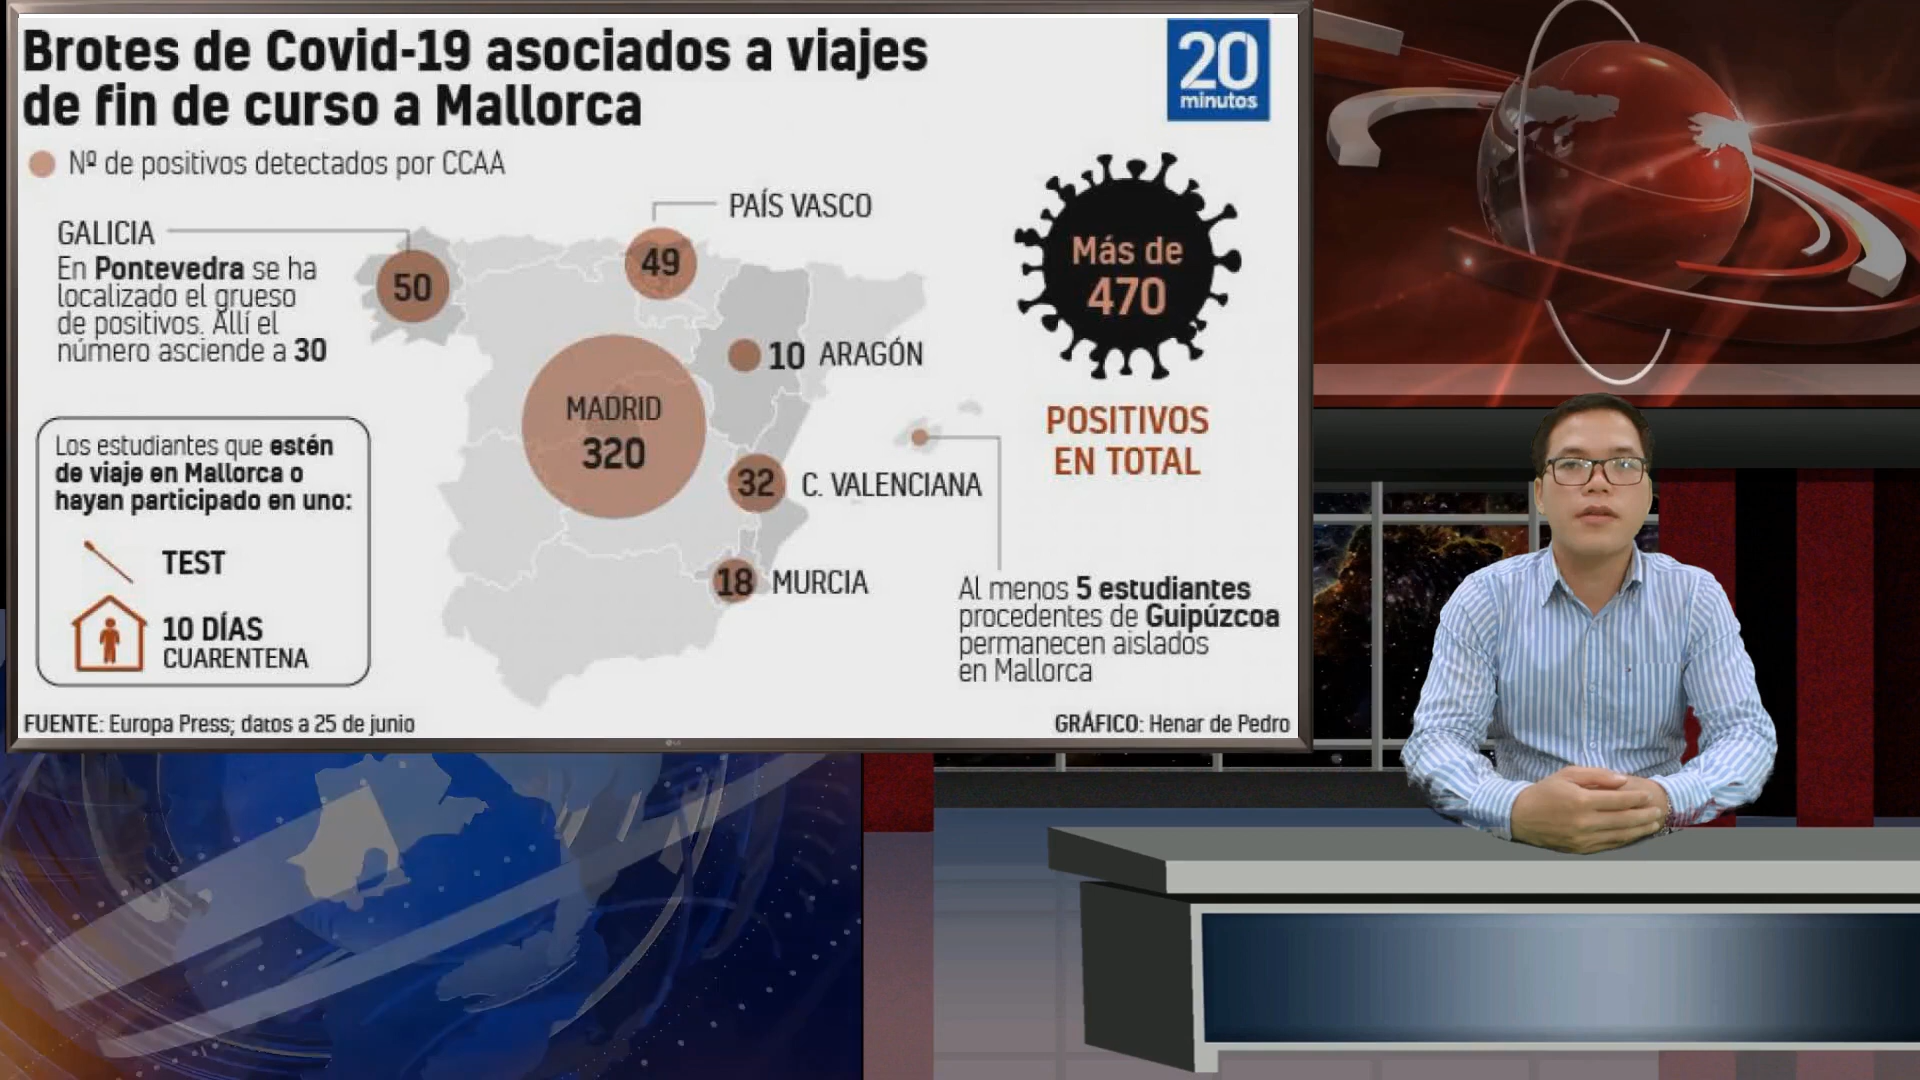 Brotes de Covid-19 asociados a viajes
de fin de curso a Mallorca
20
minutos
Nº de positivos detectados por CCAA
PAÍS VASCO
49
GALICIA
En Pontevedra se ha
localizado el grueso
de positivos. Allí el
número asciende a 30
50
Más de
470
POSITIVOS
EN TOTAL
10 ARAGÓN
MADRID
320
32 C. VALENCIANA
18 MURCIA
Los estudiantes que estén
de viaje en Mallorca o
hayan participado en uno:
TEST
10 DÍAS
CUARENTENA
Al menos 5 estudiantes
procedentes de Guipúzcoa
permanecen aislados
en Mallorca
FUENTE: Europa Press; datos a 25 de junio
GRÁFICO: Henar de Pedro